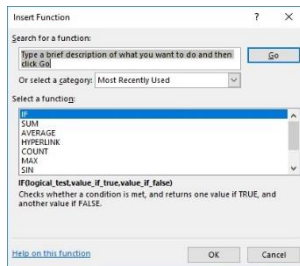 Insert Function
? X
Search for a function:
Type a brief description of what you want to do and then
click Go
Go
Or select a category: Most Recently Used
Select a function:
IF
SUM
AVERAGE
HYPERLINK
COUNT
MAX
SIN
IF(logical_test,value_if_true,value_if_false)
Checks whether a condition is met, and returns one value if TRUE, and
another value if FALSE.
Help on this function
OK
Cancel